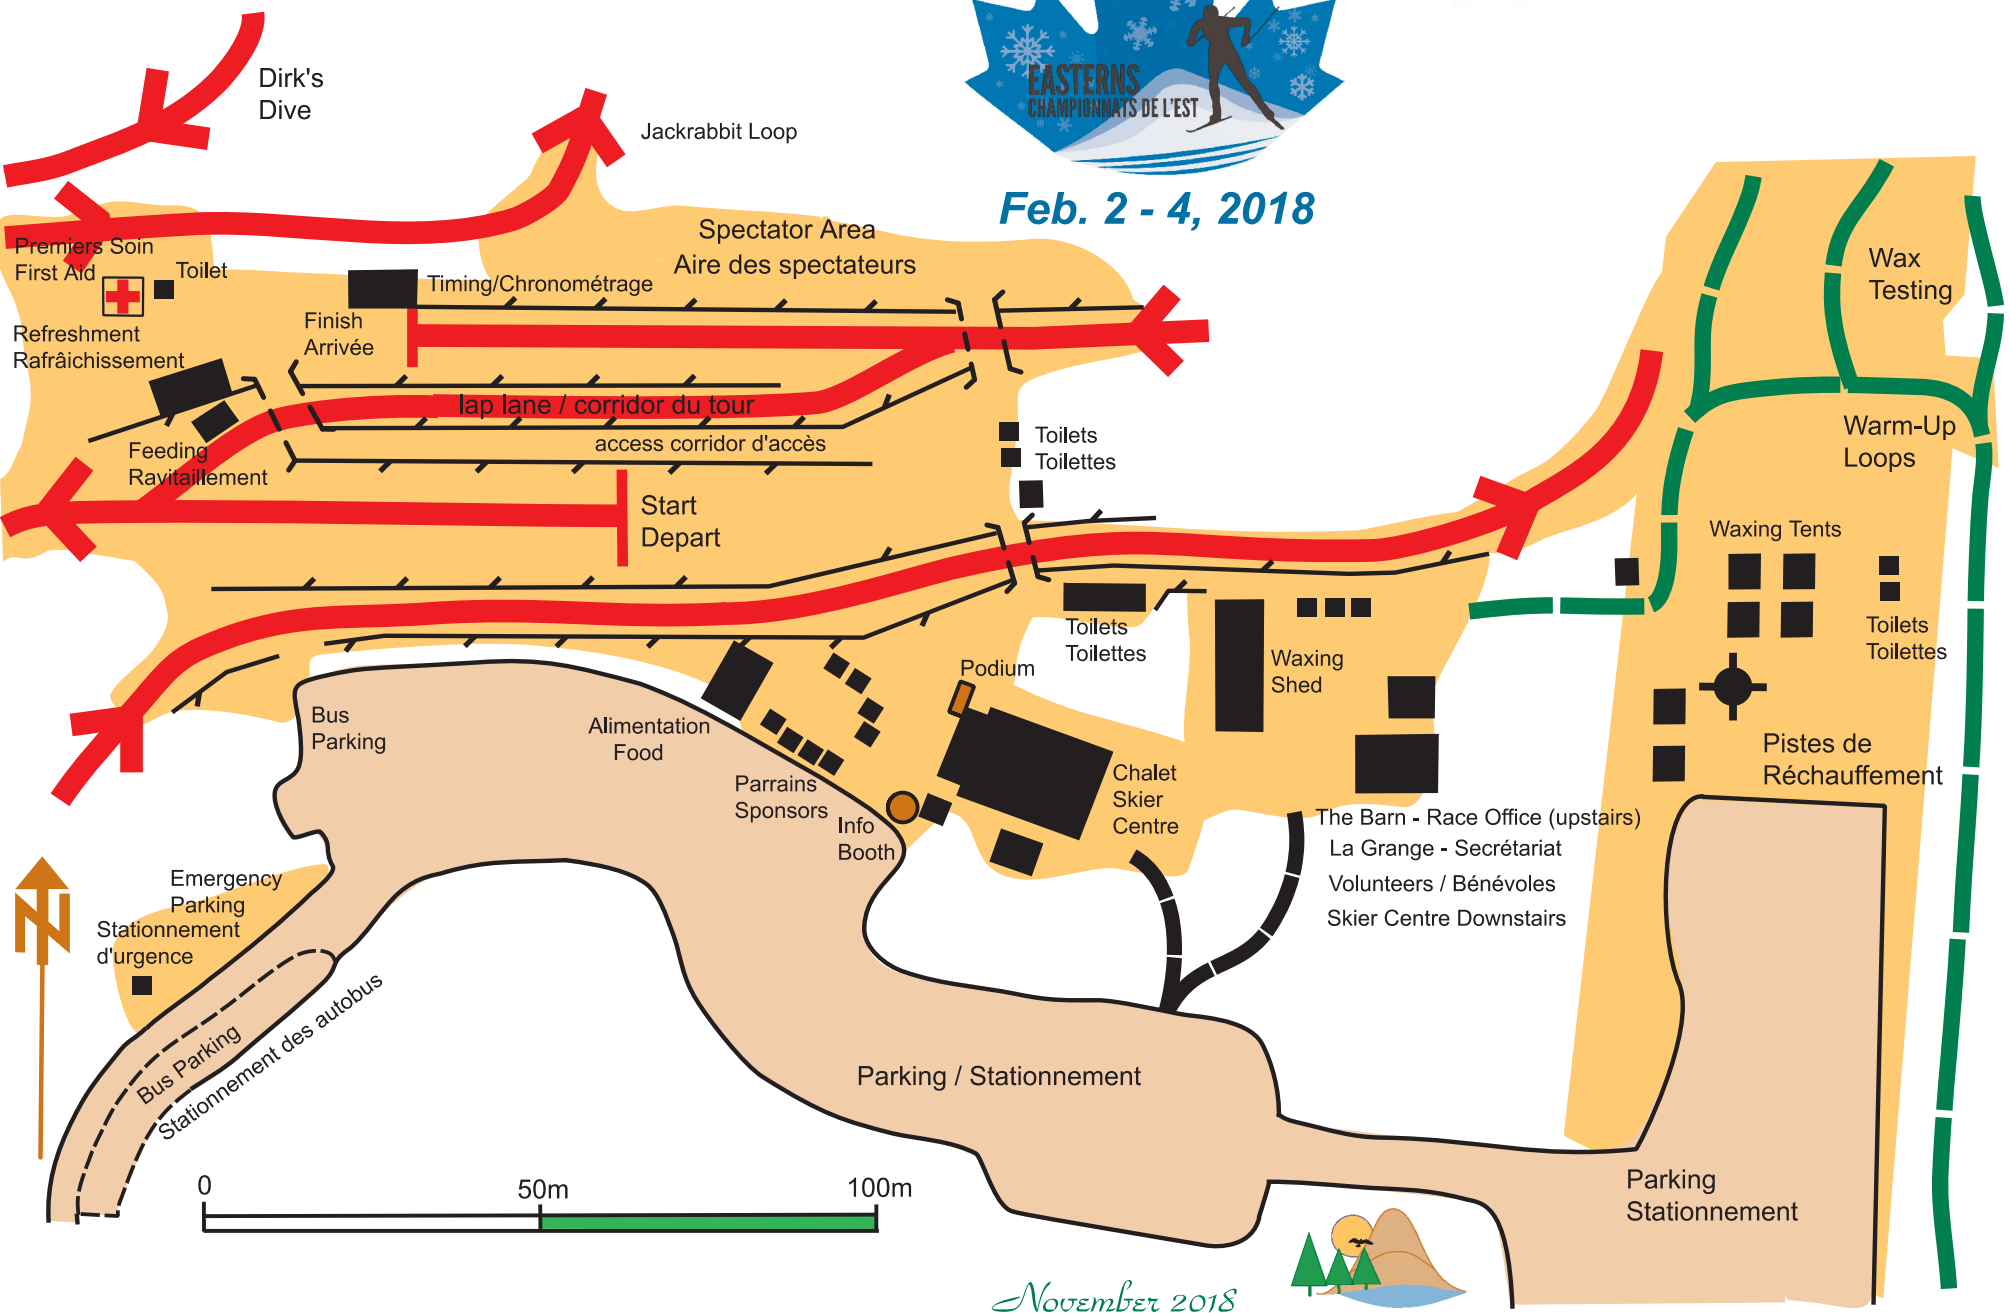 EASTERNS
CHAMPIONNATS DE L'EST
Feb. 2 - 4, 2018
Dirk's
Dive
Jackrabbit Loop
Spectator Area
Aire des spectateurs
Premiers Soin
First Aid
Toilet
Timing/Chronométrage
Finish
Arrivée
Refreshment
Rafrâichissement
lap lane / corridor du tour
access corridor d'accès
Feeding
Ravitaillement
Start
Depart
Toilets
Toilettes
Wax
Testing
Warm-Up
Loops
Waxing Tents
Toilets
Toilettes
Toilets
Toilettes
Waxing
Shed
Podium
Bus
Parking
Alimentation
Food
Parrains
Sponsors
Info
Booth
Chalet
Skier
Centre
Pistes de
Réchauffement
The Barn - Race Office (upstairs)
La Grange - Secrétariat
Volunteers / Bénévoles
Skier Centre Downstairs
Emergency
Parking
Stationnement
d'urgence
N
Bus Parking
Stationnement des autobus
Parking / Stationnement
Parking
Stationnement
0 50m 100m
November 2018